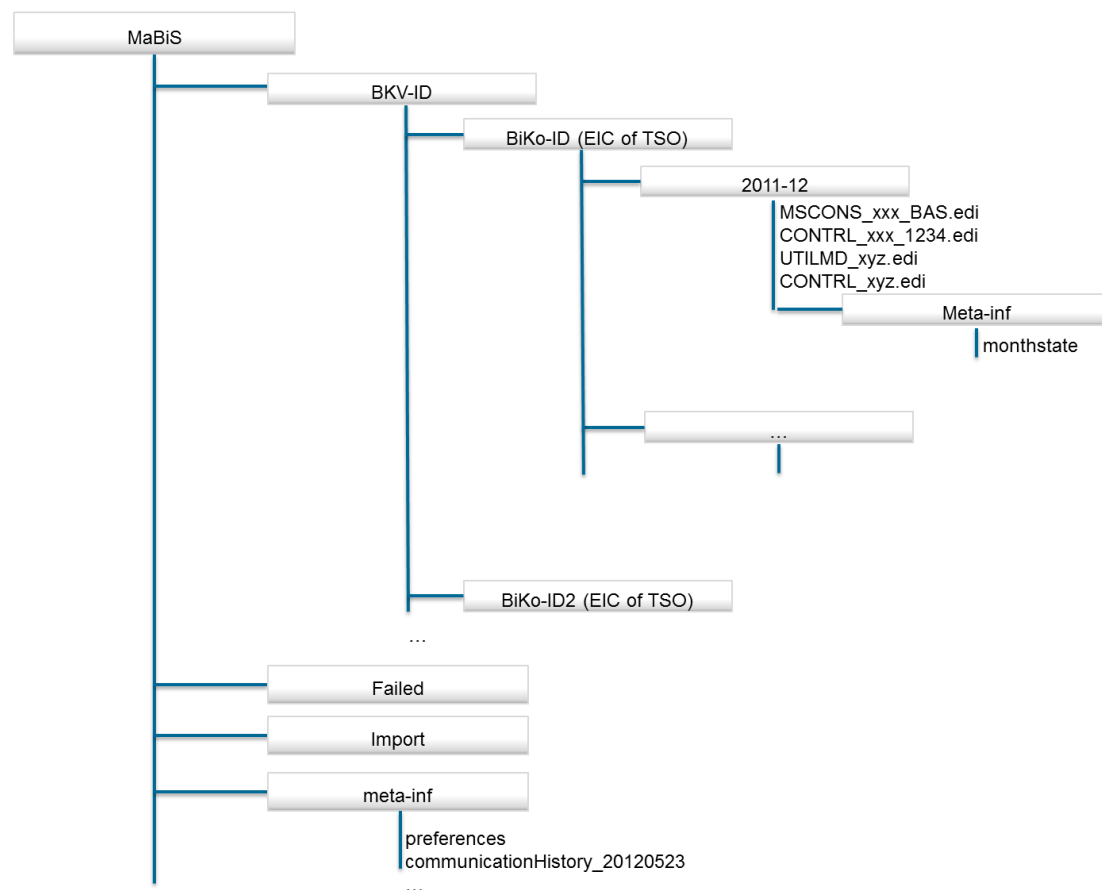 MaBiS
BKV-ID
BiKo-ID (EIC of TSO)
2011-12
MSCONS_xxx_BAS.edi
CONTRL_xxx_1234.edi
UTILMD_xyz.edi
CONTRL_xyz.edi
Meta-inf
monthstate
...
BiKo-ID2 (EIC of TSO)
...
Failed
Import
meta-inf
preferences
communicationHistory_20120523
...